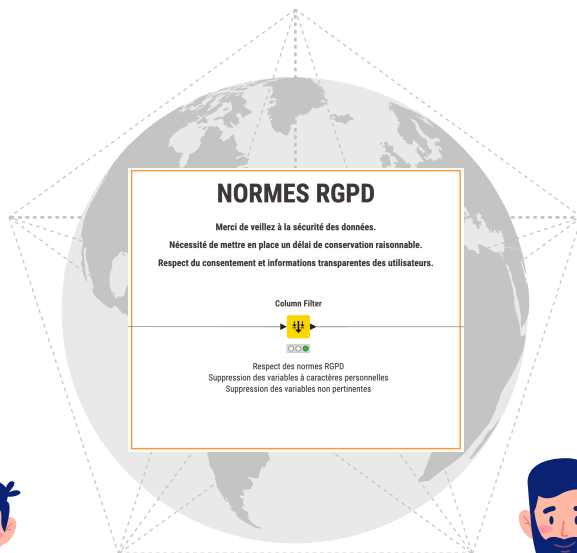 NORMES RGPD
Merci de veillez à la sécurité des données.
Nécessité de mettre en place un délai de conservation raisonnable.
Respect du consentement et informations transparentes des utilisateurs.
Column Filter
Respect des normes RGPD
Suppression des variables à caractères personnelles
Suppression des variables non pertinentes